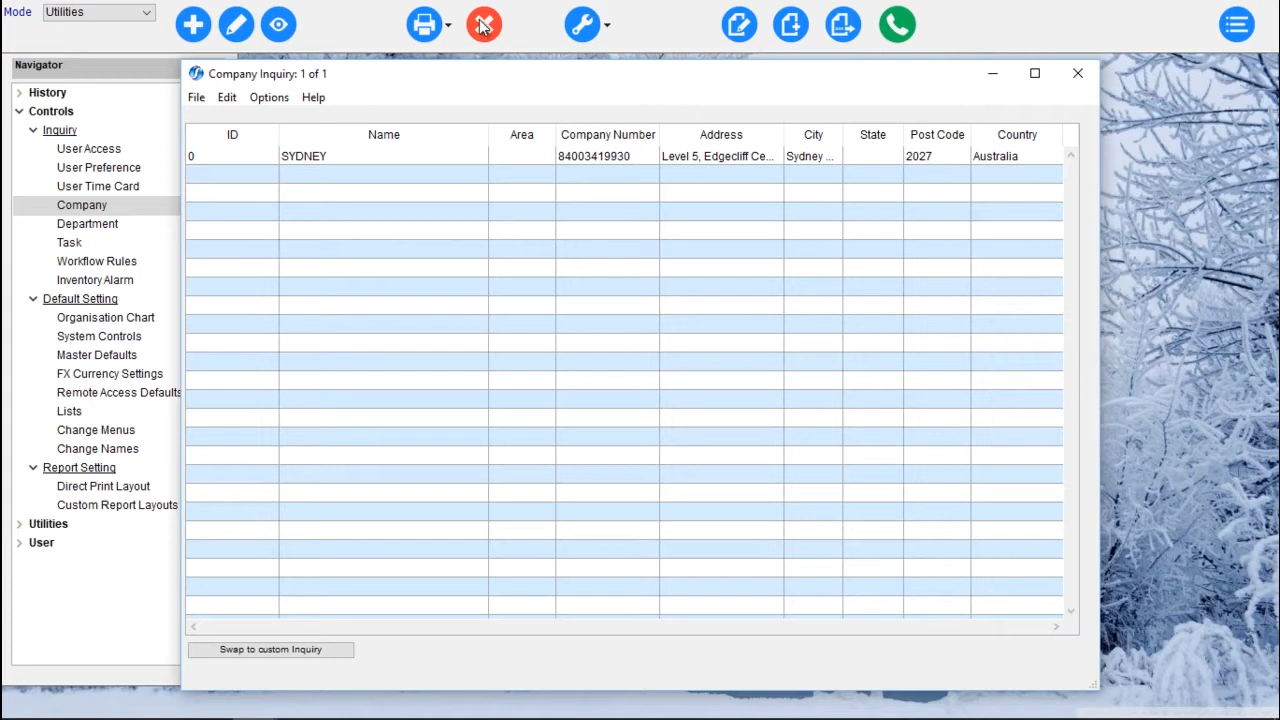 Mode Utilities
Navigator
History
Controls
Inquiry
User Access
User Preference
User Time Card
Company
Department
Task
Workflow Rules
Inventory Alarm
Default Setting
Organisation Chart
System Controls
Master Defaults
FX Currency Settings
Remote Access Defaults
Lists
Change Menus
Change Names
Report Setting
Direct Print Layout
Custom Report Layouts
Utilities
User
Company Inquiry: 1 of 1
File Edit Options Help
ID Name Area Company Number Address City State Post Code Country
0 SYDNEY 84003419930 Level 5, Edgecliff Ce... Sydney ... 2027 Australia
Swap to custom Inquiry